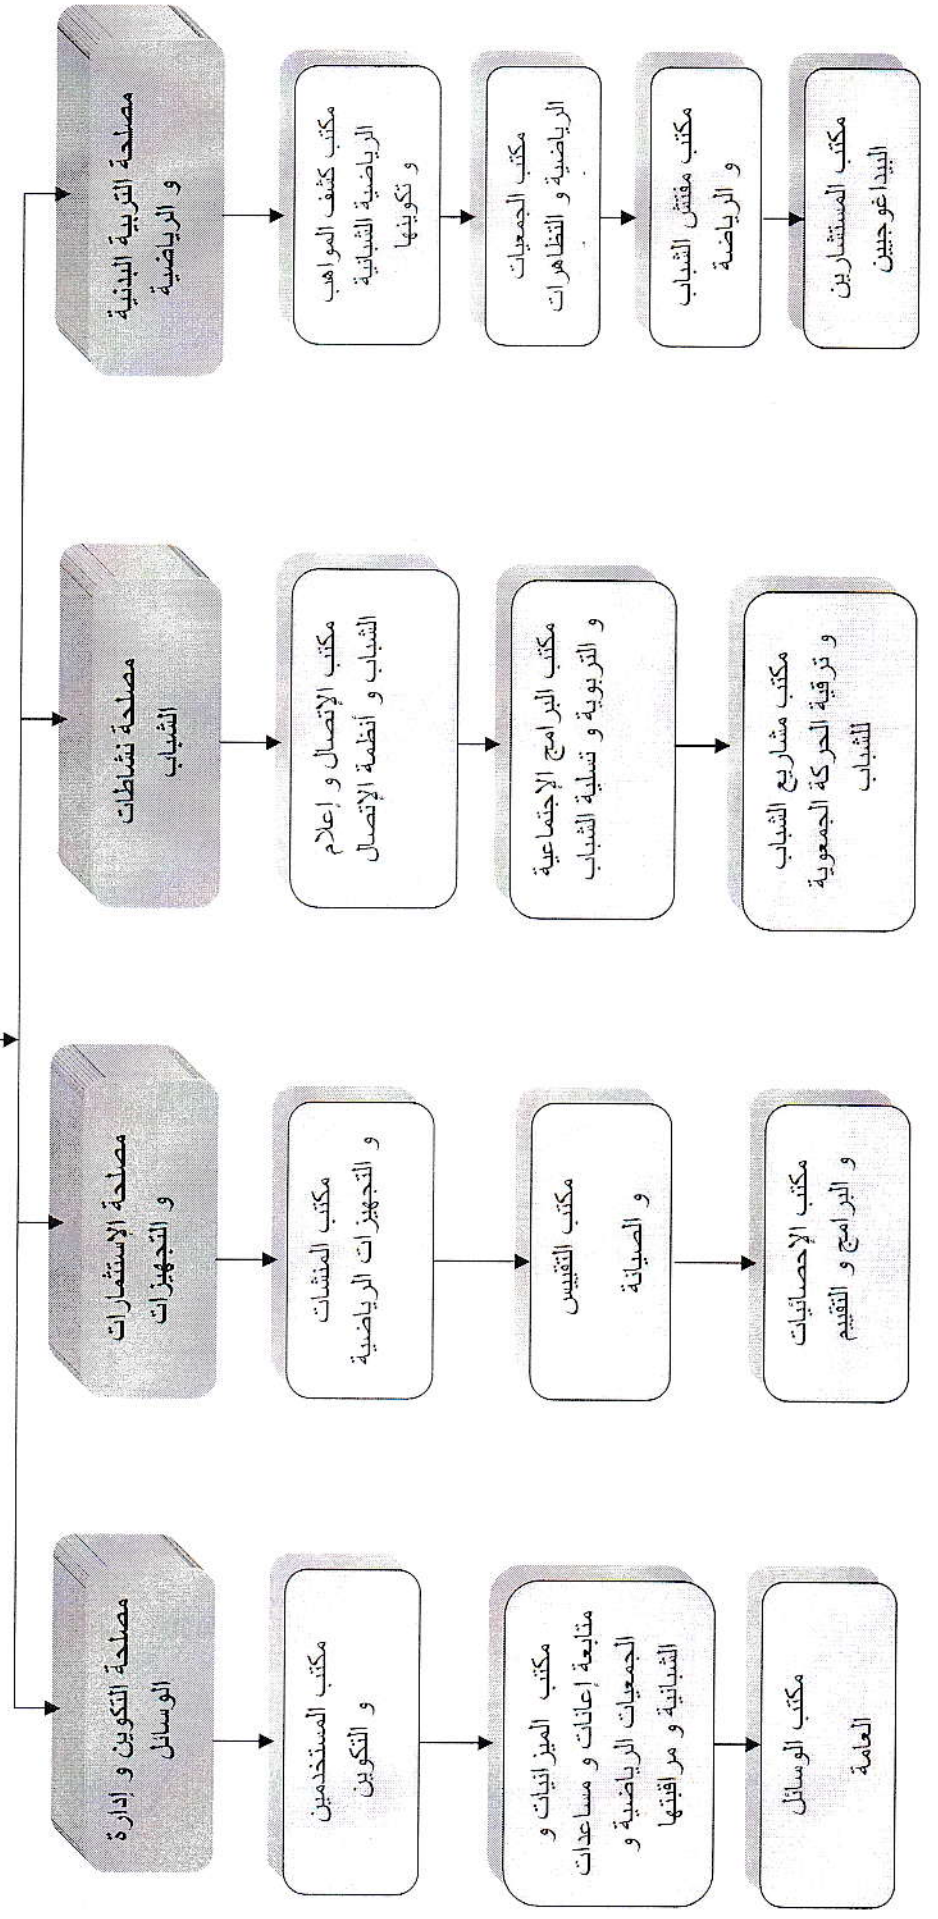 مصلحة التربية البدنية
و الرياضية
مكتب كشف المواهب
الرياضية الشبانية
و تكوينها
مكتب الجمعيات
الرياضية و التظاهرات
مكتب مفتش الشباب
و الرياضة
مكتب المستشارين
البيداغوجيين
مصلحة نشاطات
الشباب
مكتب الإتصال و إعلام
الشباب و أنظمة الإتصال
مكتب البرامج الإجتماعية
و التربوية و تسلية الشباب
مكتب مشاريع الشباب
و ترقية الحركة الجمعوية
للشباب
مصلحة الإستثمارات
و التجهيزات
مكتب المنشات
و التجهيزات الرياضية
مكتب التقييس
و الصيانة
مكتب الإحصائيات
و البرامج و التقييم
مصلحة التكوين و إدارة
الوسائل
مكتب المستخدمين
و التكوين
مكتب الميزانيات و
متابعة إعانات و مساعدات
الجمعيات الرياضية و
الشبانية و مراقبتها
مكتب الوسائل
العامة